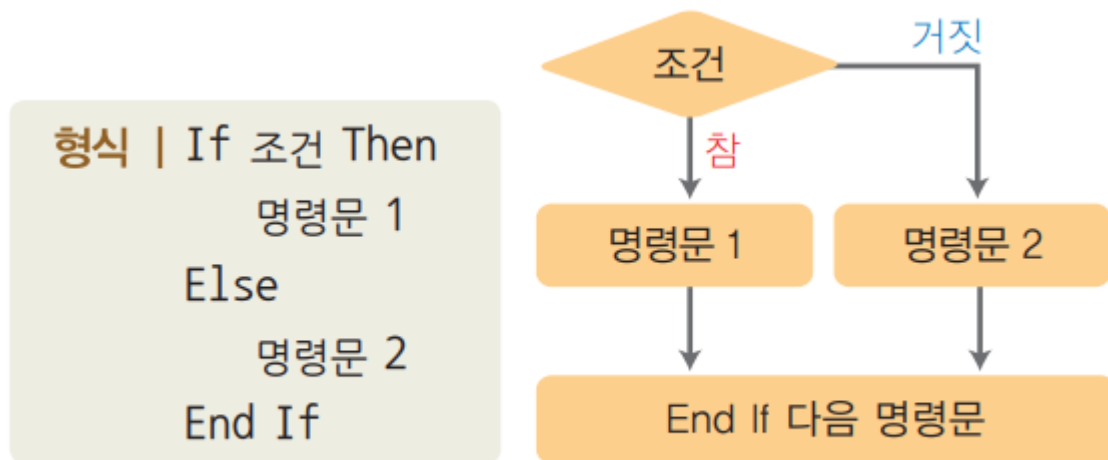 형식 | If 조건 Then
명령문 1
Else
명령문 2
End If
조건
거짓
참
명령문 1
명령문 2
End If 다음 명령문